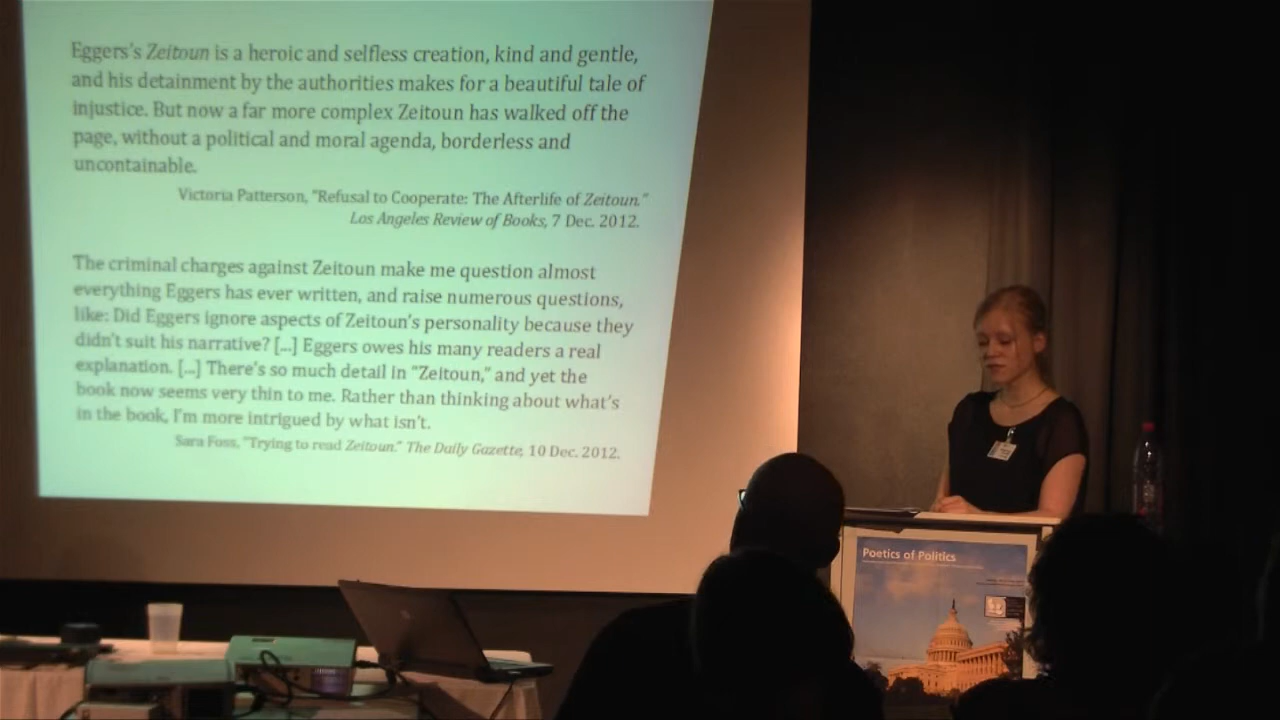 Eggers's Zeitoun is a heroic and selfless creation, kind and gentle,
and his detainment by the authorities makes for a beautiful tale of
injustice. But now a far more complex Zeitoun has walked off the
page, without a political and moral agenda, borderless and
uncontainable.
Victoria Patterson, "Refusal to Cooperate: The Afterlife of Zeitoun."
Los Angeles Review of Books, 7 Dec. 2012.
The criminal charges against Zeitoun make me question almost
everything Eggers has ever written, and raise numerous questions,
like: Did Eggers ignore aspects of Zeitoun's personality because they
didn't suit his narrative? [...] Eggers owes his many readers a real
explanation. [...] There's so much detail in "Zeitoun," and yet the
book now seems very thin to me. Rather than thinking about what's
in the book, I'm more intrigued by what isn't.
Sara Foss, "Trying to read Zeitoun." The Daily Gazette, 10 Dec. 2012.
Poetics of Politics